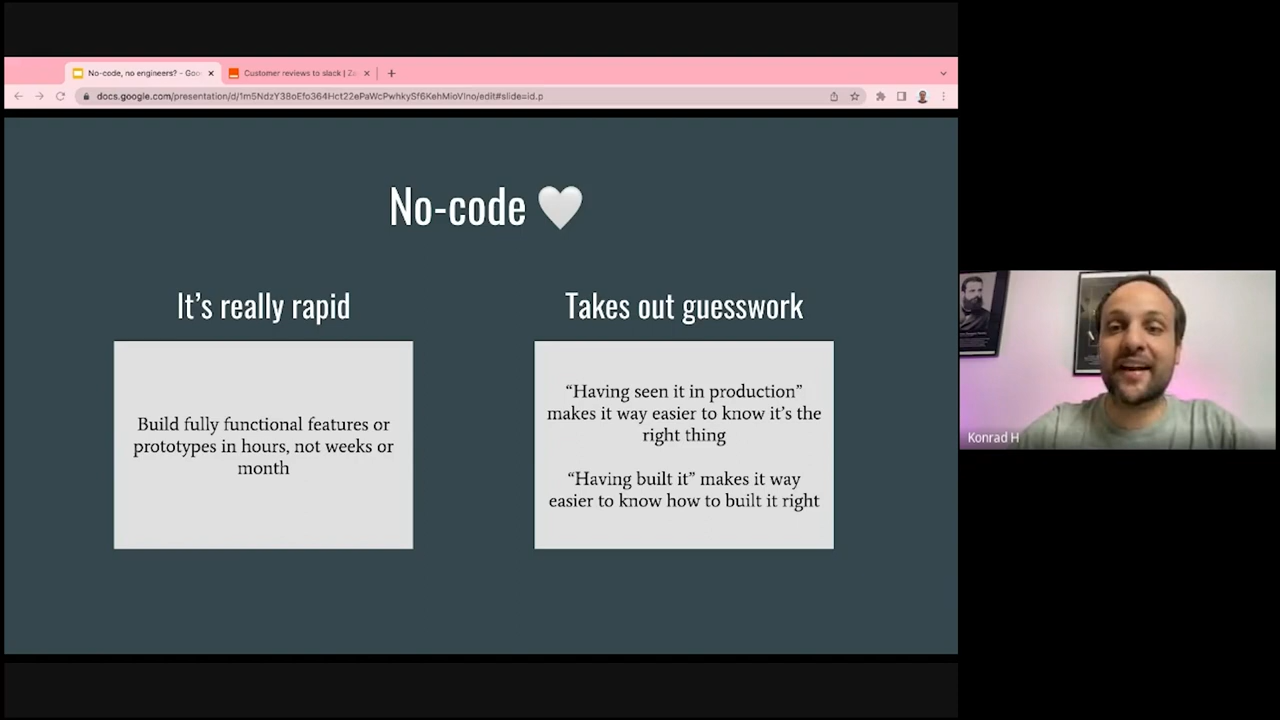 No-code, no engineers? - Goo
Customer reviews to slack | Za
docs.google.com/presentation/d/1m5NdzY38oEfo364Hct22ePaWcPwhkySf6KehMioVIno/edit#slide=id.p
No-code 🤍
It's really rapid
Takes out guesswork
Build fully functional features or
prototypes in hours, not weeks or
month
“Having seen it in production”
makes it way easier to know it's the
right thing
“Having built it” makes it way
easier to know how to built it right
Konrad H